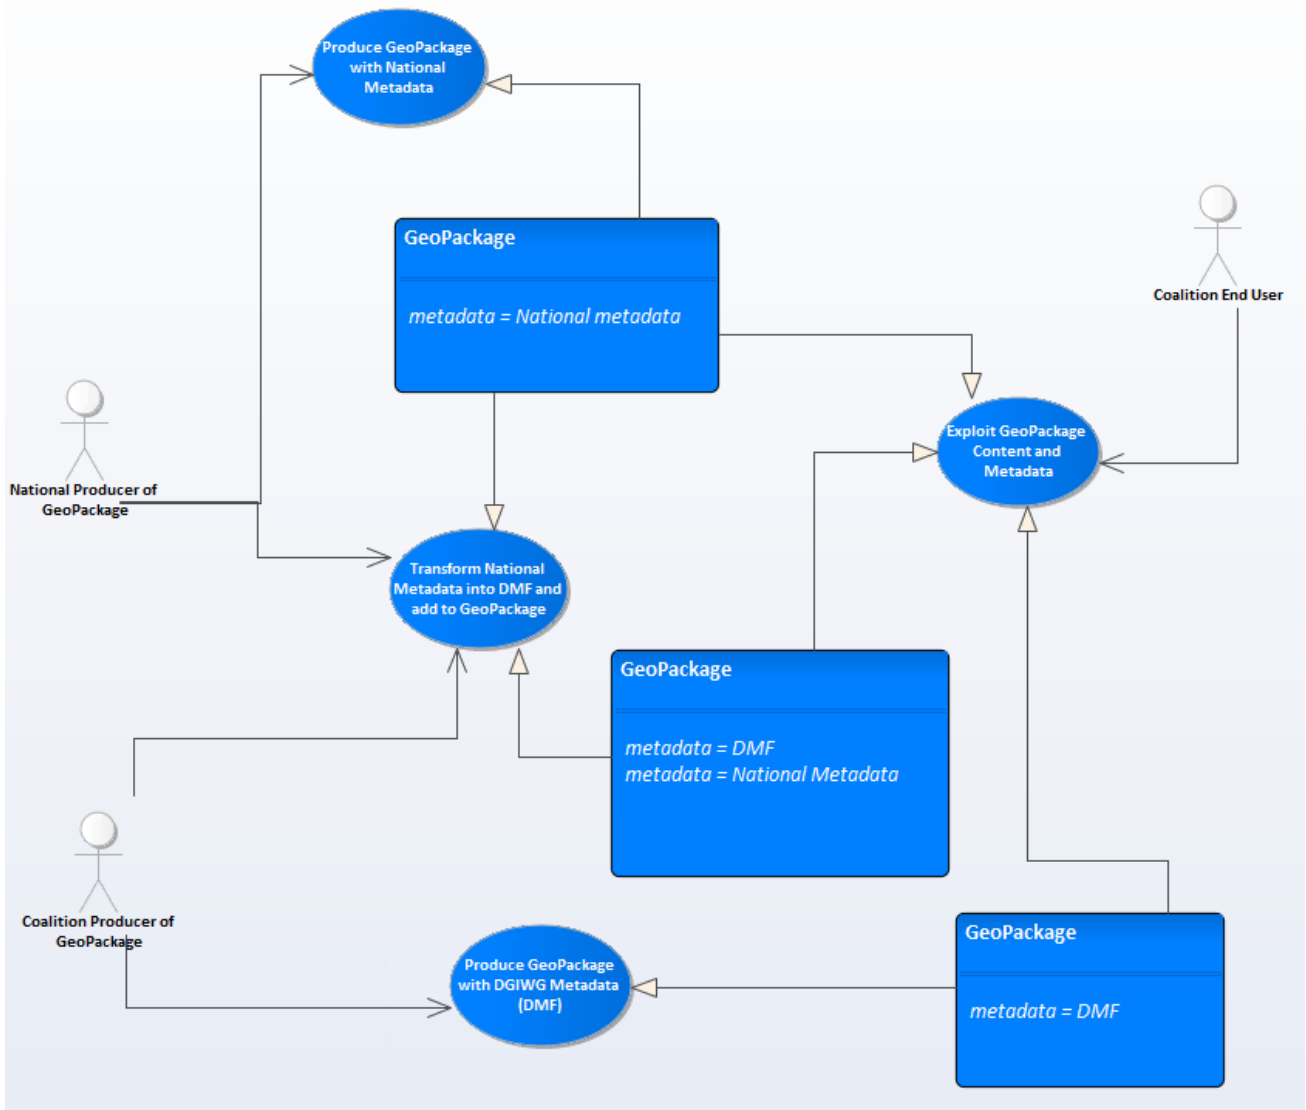 Produce GeoPackage
with National
Metadata
GeoPackage
metadata = National metadata
Coalition End User
National Producer of
GeoPackage
Exploit GeoPackage
Content and
Metadata
Transform National
Metadata into DMF and
add to GeoPackage
GeoPackage
metadata = DMF
metadata = National Metadata
Coalition Producer of
GeoPackage
Produce GeoPackage
with DGIWG Metadata
(DMF)
GeoPackage
metadata = DMF